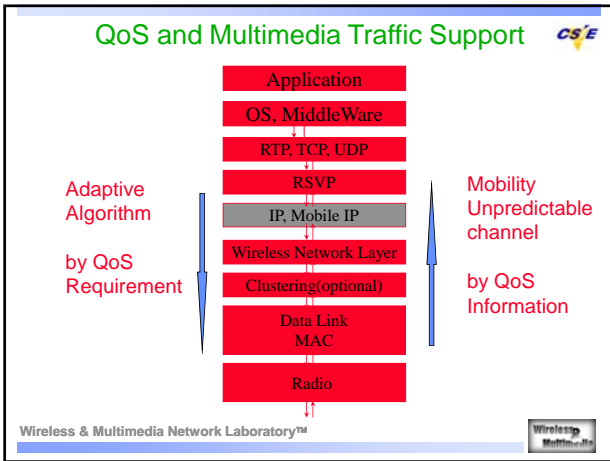 QoS and Multimedia Traffic Support
CS/E
Application
OS, MiddleWare
RTP, TCP, UDP
RSVP
IP, Mobile IP
Wireless Network Layer
Clustering(optional)
Data Link
MAC
Radio
Adaptive
Algorithm
by QoS
Requirement
Mobility
Unpredictable
channel
by QoS
Information
Wireless & Multimedia Network Laboratory™
Wireless
Multimedia